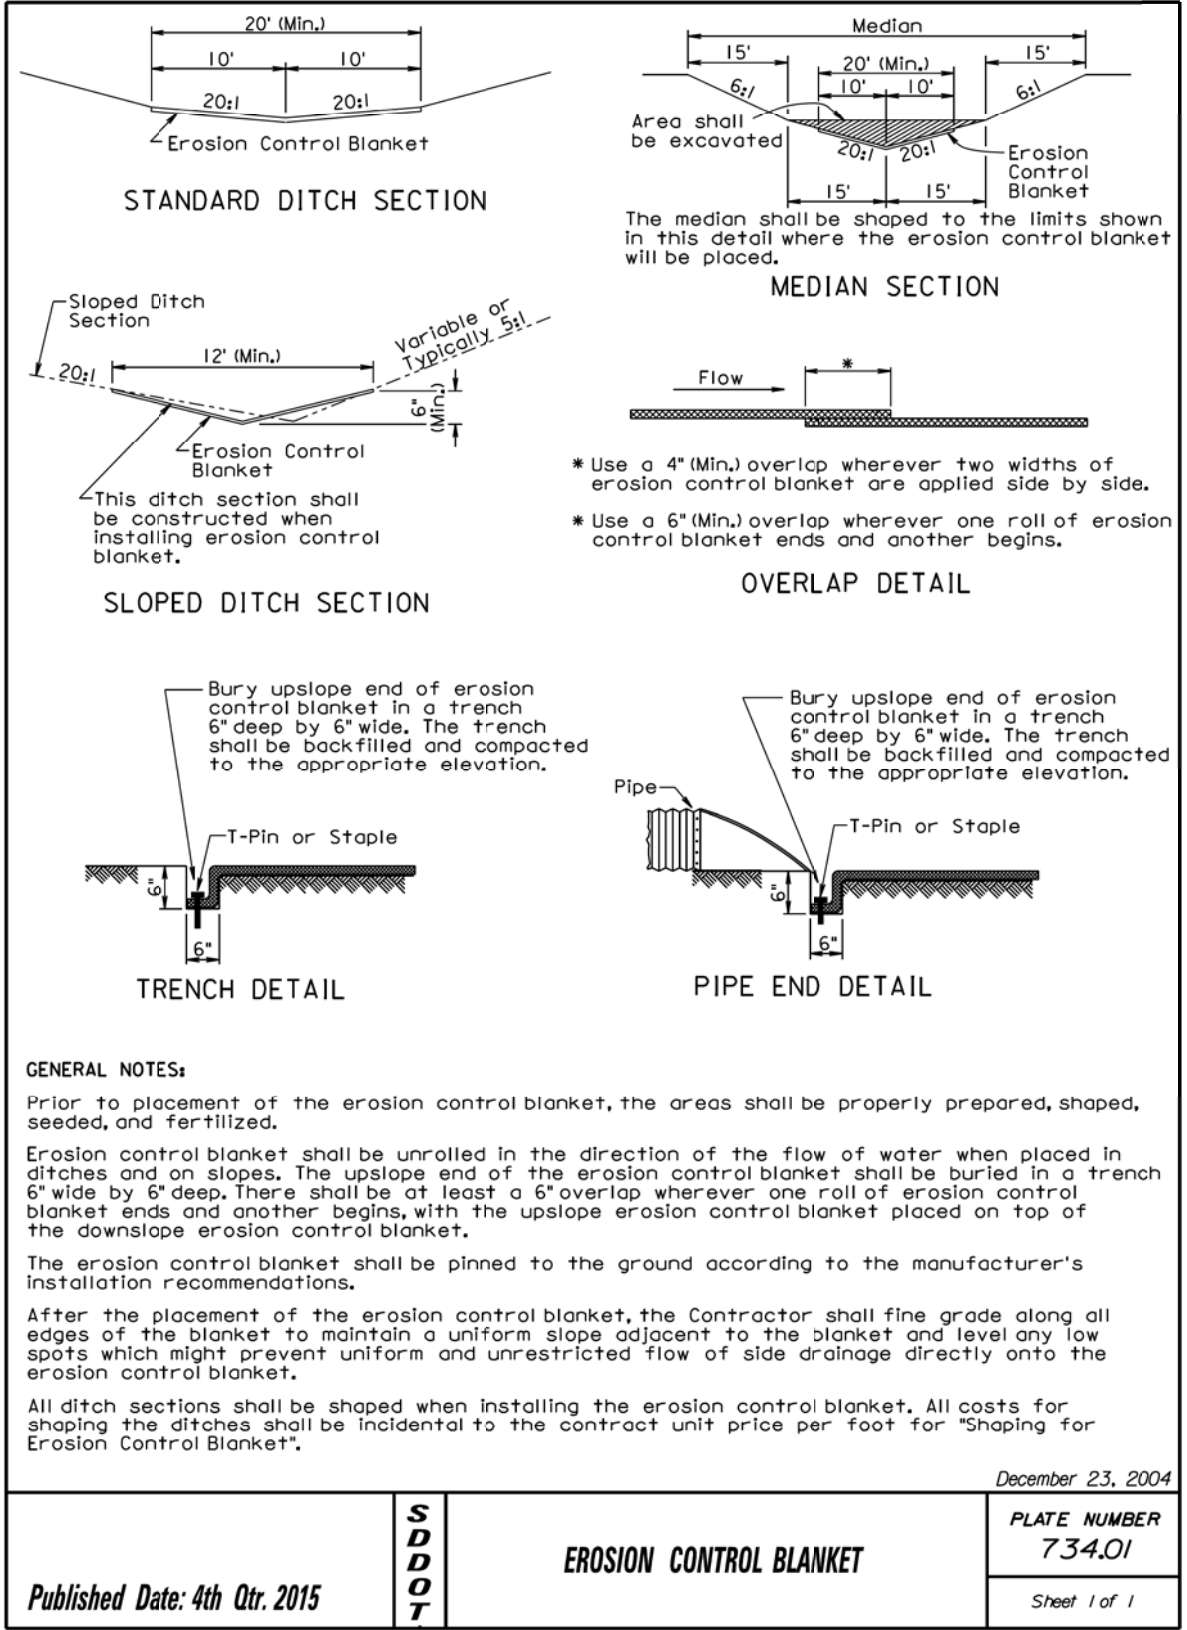 20' (Min.)
10' 10'
20:1 20:1
Erosion Control Blanket
STANDARD DITCH SECTION
Median
15' 15'
20' (Min.)
6:1 10' 10' 6:1
Area shall
be excavated
20:1 20:1
Erosion
Control
Blanket
15' 15'
The median shall be shaped to the limits shown
in this detail where the erosion control blanket
will be placed.
MEDIAN SECTION
Sloped Ditch
Section
Variable or
Typically 5:1
12' (Min.)
20:1
6"
(Min.)
Erosion Control
Blanket
This ditch section shall
be constructed when
installing erosion control
blanket.
SLOPED DITCH SECTION
*
Flow
* Use a 4" (Min.) overlap wherever two widths of
erosion control blanket are applied side by side.
* Use a 6" (Min.) overlap wherever one roll of erosion
control blanket ends and another begins.
OVERLAP DETAIL
Bury upslope end of erosion
control blanket in a trench
6" deep by 6" wide. The trench
shall be backfilled and compacted
to the appropriate elevation.
T-Pin or Staple
6"
6"
TRENCH DETAIL
Bury upslope end of erosion
control blanket in a trench
6" deep by 6" wide. The trench
shall be backfilled and compacted
to the appropriate elevation.
Pipe
T-Pin or Staple
6"
6"
PIPE END DETAIL
GENERAL NOTES:
Prior to placement of the erosion control blanket, the areas shall be properly prepared, shaped,
seeded, and fertilized.
Erosion control blanket shall be unrolled in the direction of the flow of water when placed in
ditches and on slopes. The upslope end of the erosion control blanket shall be buried in a trench
6" wide by 6" deep. There shall be at least a 6" overlap wherever one roll of erosion control
blanket ends and another begins, with the upslope erosion control blanket placed on top of
the downslope erosion control blanket.
The erosion control blanket shall be pinned to the ground according to the manufacturer's
installation recommendations.
After the placement of the erosion control blanket, the Contractor shall fine grade along all
edges of the blanket to maintain a uniform slope adjacent to the blanket and level any low
spots which might prevent uniform and unrestricted flow of side drainage directly onto the
erosion control blanket.
All ditch sections shall be shaped when installing the erosion control blanket. All costs for
shaping the ditches shall be incidental to the contract unit price per foot for "Shaping for
Erosion Control Blanket".
December 23, 2004
Published Date: 4th Qtr. 2015
SDDOT
EROSION CONTROL BLANKET
PLATE NUMBER
734.01
Sheet 1 of 1